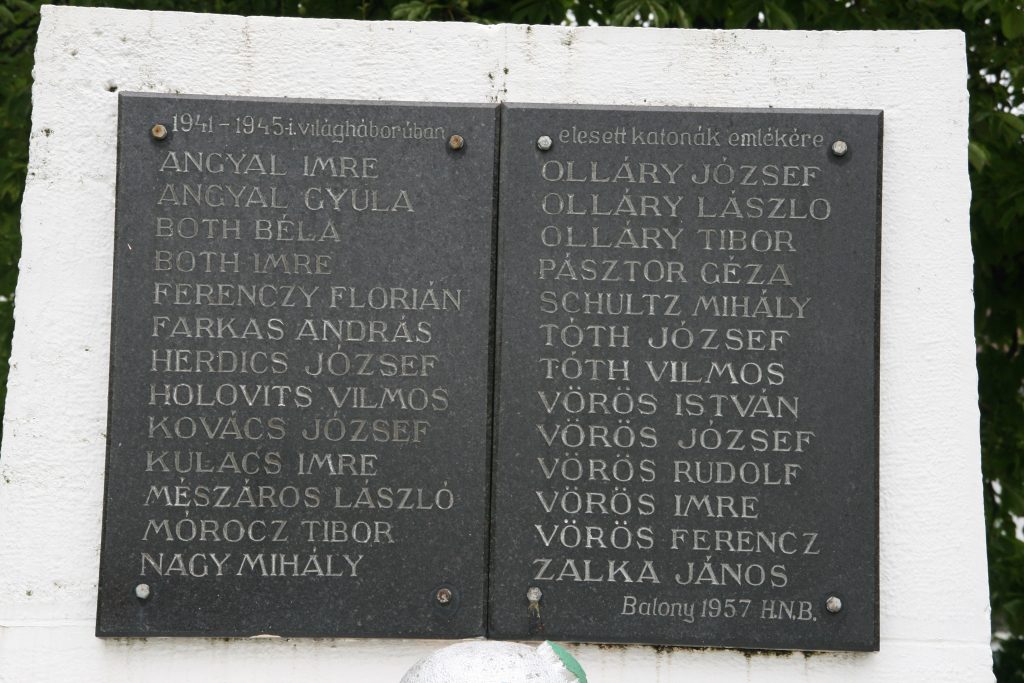 1941-1945-i világháborúban
ANGYAL IMRE
ANGYAL GYULA
BOTH BÉLA
BOTH IMRE
FERENCZY FLORIÁN
FARKAS ANDRÁS
HERDICS JÓZSEF
HOLOVITS VILMOS
KOVÁCS JÓZSEF
KULACS IMRE
MÉSZÁROS LÁSZLÓ
MÓROCZ TIBOR
NAGY MIHÁLY
elesett katonák emlékére
OLLÁRY JÓZSEF
OLLÁRY LÁSZLO
OLLÁRY TIBOR
PÁSZTOR GÉZA
SCHULTZ MIHÁLY
TÓTH JÓZSEF
TÓTH VILMOS
VÖRÖS ISTVÁN
VÖRÖS JÓZSEF
VÖRÖS RUDOLF
VÖRÖS IMRE
VÖRÖS FERENCZ
ZALKA JÁNOS
Balony 1957 H.N.B.